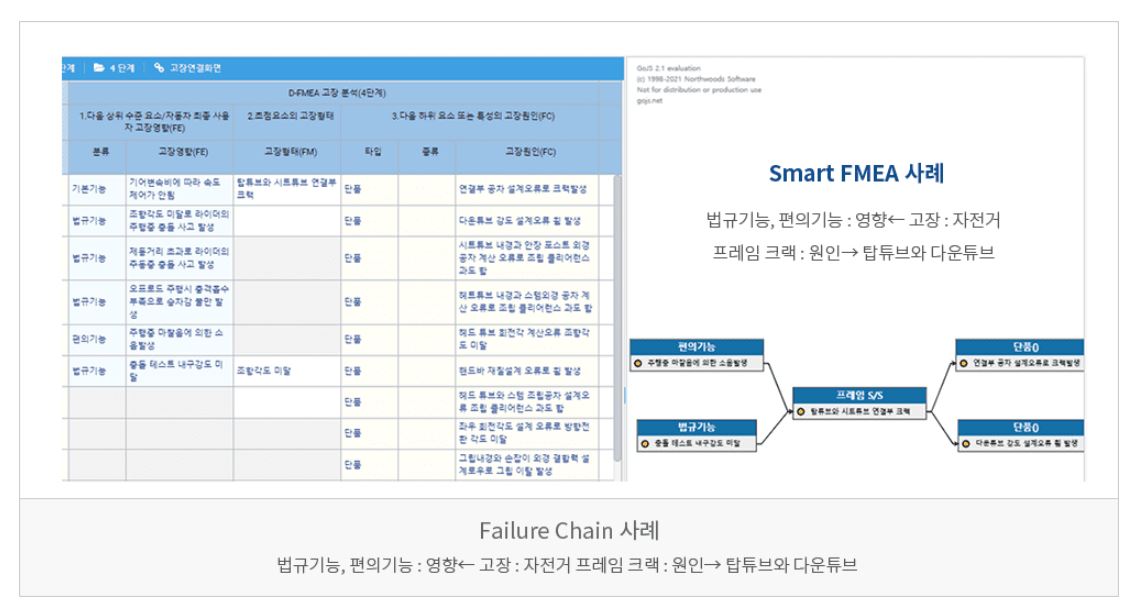 단계
4 단계
고장연결화면
D-FMEA 고장 분석(4단계)
1.다음 상위 수준 요소/자동차 최종 사용자 고장영향(FE)
2.초점요소의 고장형태
3.다음 하위 요소 또는 특성의 고장원인(FC)
분류
고장영향(FE)
고장형태(FM)
타입
종류
고장원인(FC)
기본기능
기어변속비에 따라 속도
제어가 안됨
탑튜브와 시트튜브 연결부
크랙
단품
연결부 공차 설계오류로 크랙발생
법규기능
조향각도 미달로 라이더의
주행중 충돌 사고 발생
단품
다운튜브 강도 설계오류 휨 발생
법규기능
제동거리 초과로 라이더의
주동중 충돌 사고 발생
단품
시트튜브 내경과 안장 포스트 외경
공차 계산 오류로 조립 클리어런스
과도 함
법규기능
오프로드 주행시 충격흡수
부족으로 승차감 불만 발
생
단품
헤트튜브 내경과 스템외경 공차 계
산 오류로 조립 클리어런스 과도 함
편의기능
주행중 마찰음에 의한 소
음발생
단품
헤드 튜브 회전각 계산오류 조향각
도 미달
법규기능
충돌 테스트 내구강도 미
달
조향각도 미달
단품
핸드바 재질설계 오류로 휨 발생
단품
헤드 튜브와 스템 조립공차 설계오
류 조립 클리어런스 과도 함
단품
좌우 회전각도 설계 오류로 방향전
환 각도 미달
단품
그립내경와 손잡이 외경 결합력 설
계로우로 그립 이탈 발생
GoJS 2.1 evaluation
(c) 1998-2021 Northwoods Software
Not for distribution or production use
gojs.net
Smart FMEA 사례
법규기능, 편의기능 : 영향← 고장 : 자전거
프레임 크랙 : 원인→ 탑튜브와 다운튜브
편의기능
주행중 마찰음에 의한 소음발생
법규기능
충돌 테스트 내구강도 미달
프레임 S/S
탑튜브와 시트튜브 연결부 크랙
단품0
연결부 공차 설계오류로 크랙발생
단품0
다운튜브 강도 설계오류 휨 발생
Failure Chain 사례
법규기능, 편의기능 : 영향← 고장 : 자전거 프레임 크랙 : 원인→ 탑튜브와 다운튜브